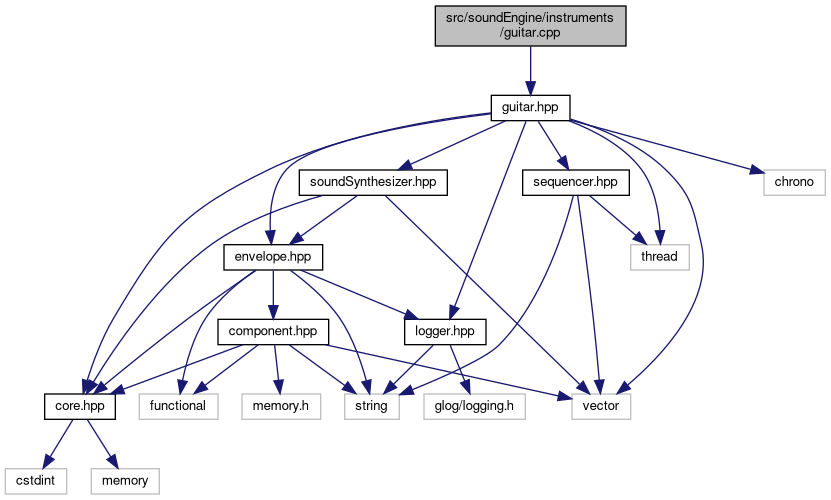 src/soundEngine/instruments
/guitar.cpp
guitar.hpp
soundSynthesizer.hpp
sequencer.hpp
chrono
envelope.hpp
thread
component.hpp
logger.hpp
core.hpp
functional
memory.h
string
glog/logging.h
vector
cstdint
memory